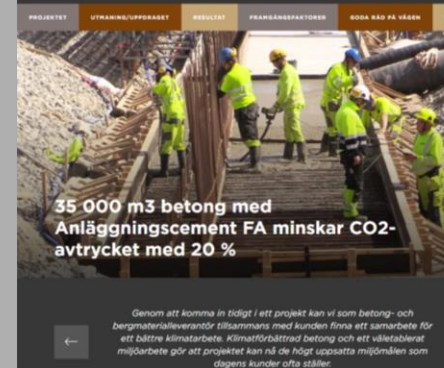 PROJEKTET UTMANING/UPPDRAGET RESULTAT FRAMGÅNGSFAKTORER GODA RÅD PÅ VÄGEN
35 000 m3 betong med
Anläggningscement FA minskar CO2-
avtrycket med 20 %
Genom att komma in tidigt i ett projekt kan vi som betong- och
bergmaterialleverantör tillsammans med kunden finna ett samarbete för
ett bättre klimatarbete. Klimatförbättrad betong och ett väletablerat
miljöarbete gör att projektet kan nå de högt uppsatta miljömålen som
dagens kunder ofta ställer.